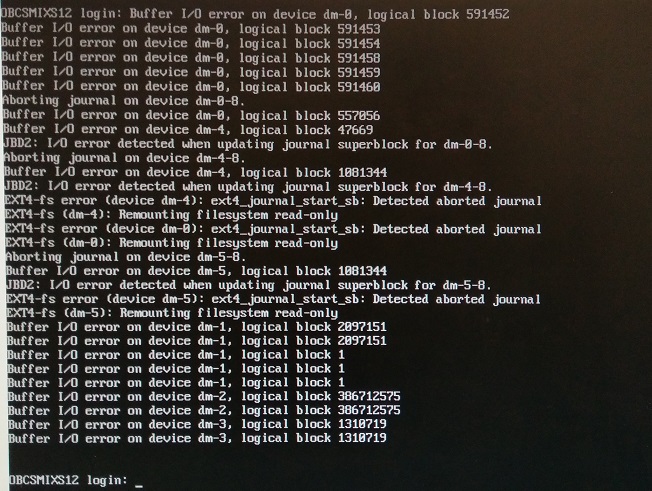 OBCSMIXS12 login: Buffer I/O error on device dm-0, logical block 591452
Buffer I/O error on device dm-0, logical block 591453
Buffer I/O error on device dm-0, logical block 591454
Buffer I/O error on device dm-0, logical block 591458
Buffer I/O error on device dm-0, logical block 591459
Buffer I/O error on device dm-0, logical block 591460
Aborting journal on device dm-0-8.
Buffer I/O error on device dm-0, logical block 557056
Buffer I/O error on device dm-4, logical block 47669
JBD2: I/O error detected when updating journal superblock for dm-0-8.
Aborting journal on device dm-4-8.
Buffer I/O error on device dm-4, logical block 1081344
JBD2: I/O error detected when updating journal superblock for dm-4-8.
EXT4-fs error (device dm-4): ext4_journal_start_sb: Detected aborted journal
EXT4-fs (dm-4): Remounting filesystem read-only
EXT4-fs error (device dm-0): ext4_journal_start_sb: Detected aborted journal
EXT4-fs (dm-0): Remounting filesystem read-only
Aborting journal on device dm-5-8.
Buffer I/O error on device dm-5, logical block 1081344
JBD2: I/O error detected when updating journal superblock for dm-5-8.
EXT4-fs error (device dm-5): ext4_journal_start_sb: Detected aborted journal
EXT4-fs (dm-5): Remounting filesystem read-only
Buffer I/O error on device dm-1, logical block 2097151
Buffer I/O error on device dm-1, logical block 2097151
Buffer I/O error on device dm-1, logical block 1
Buffer I/O error on device dm-1, logical block 1
Buffer I/O error on device dm-1, logical block 1
Buffer I/O error on device dm-2, logical block 386712575
Buffer I/O error on device dm-2, logical block 386712575
Buffer I/O error on device dm-3, logical block 1310719
Buffer I/O error on device dm-3, logical block 1310719
OBCSMIXS12 login: _